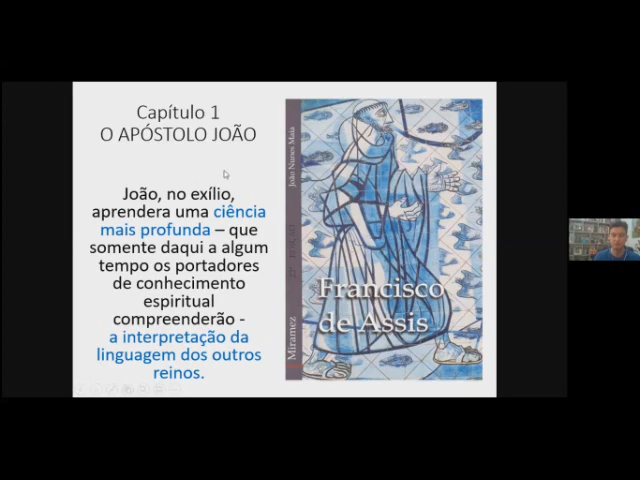 Capítulo 1
O APÓSTOLO JOÃO
João, no exílio,
aprendera uma ciência
mais profunda – que
somente daqui a algum
tempo os portadores
de conhecimento
espiritual
compreenderão -
a interpretação da
linguagem dos outros
reinos.
João Nunes Maia
Miramez
Francisco
de Assis